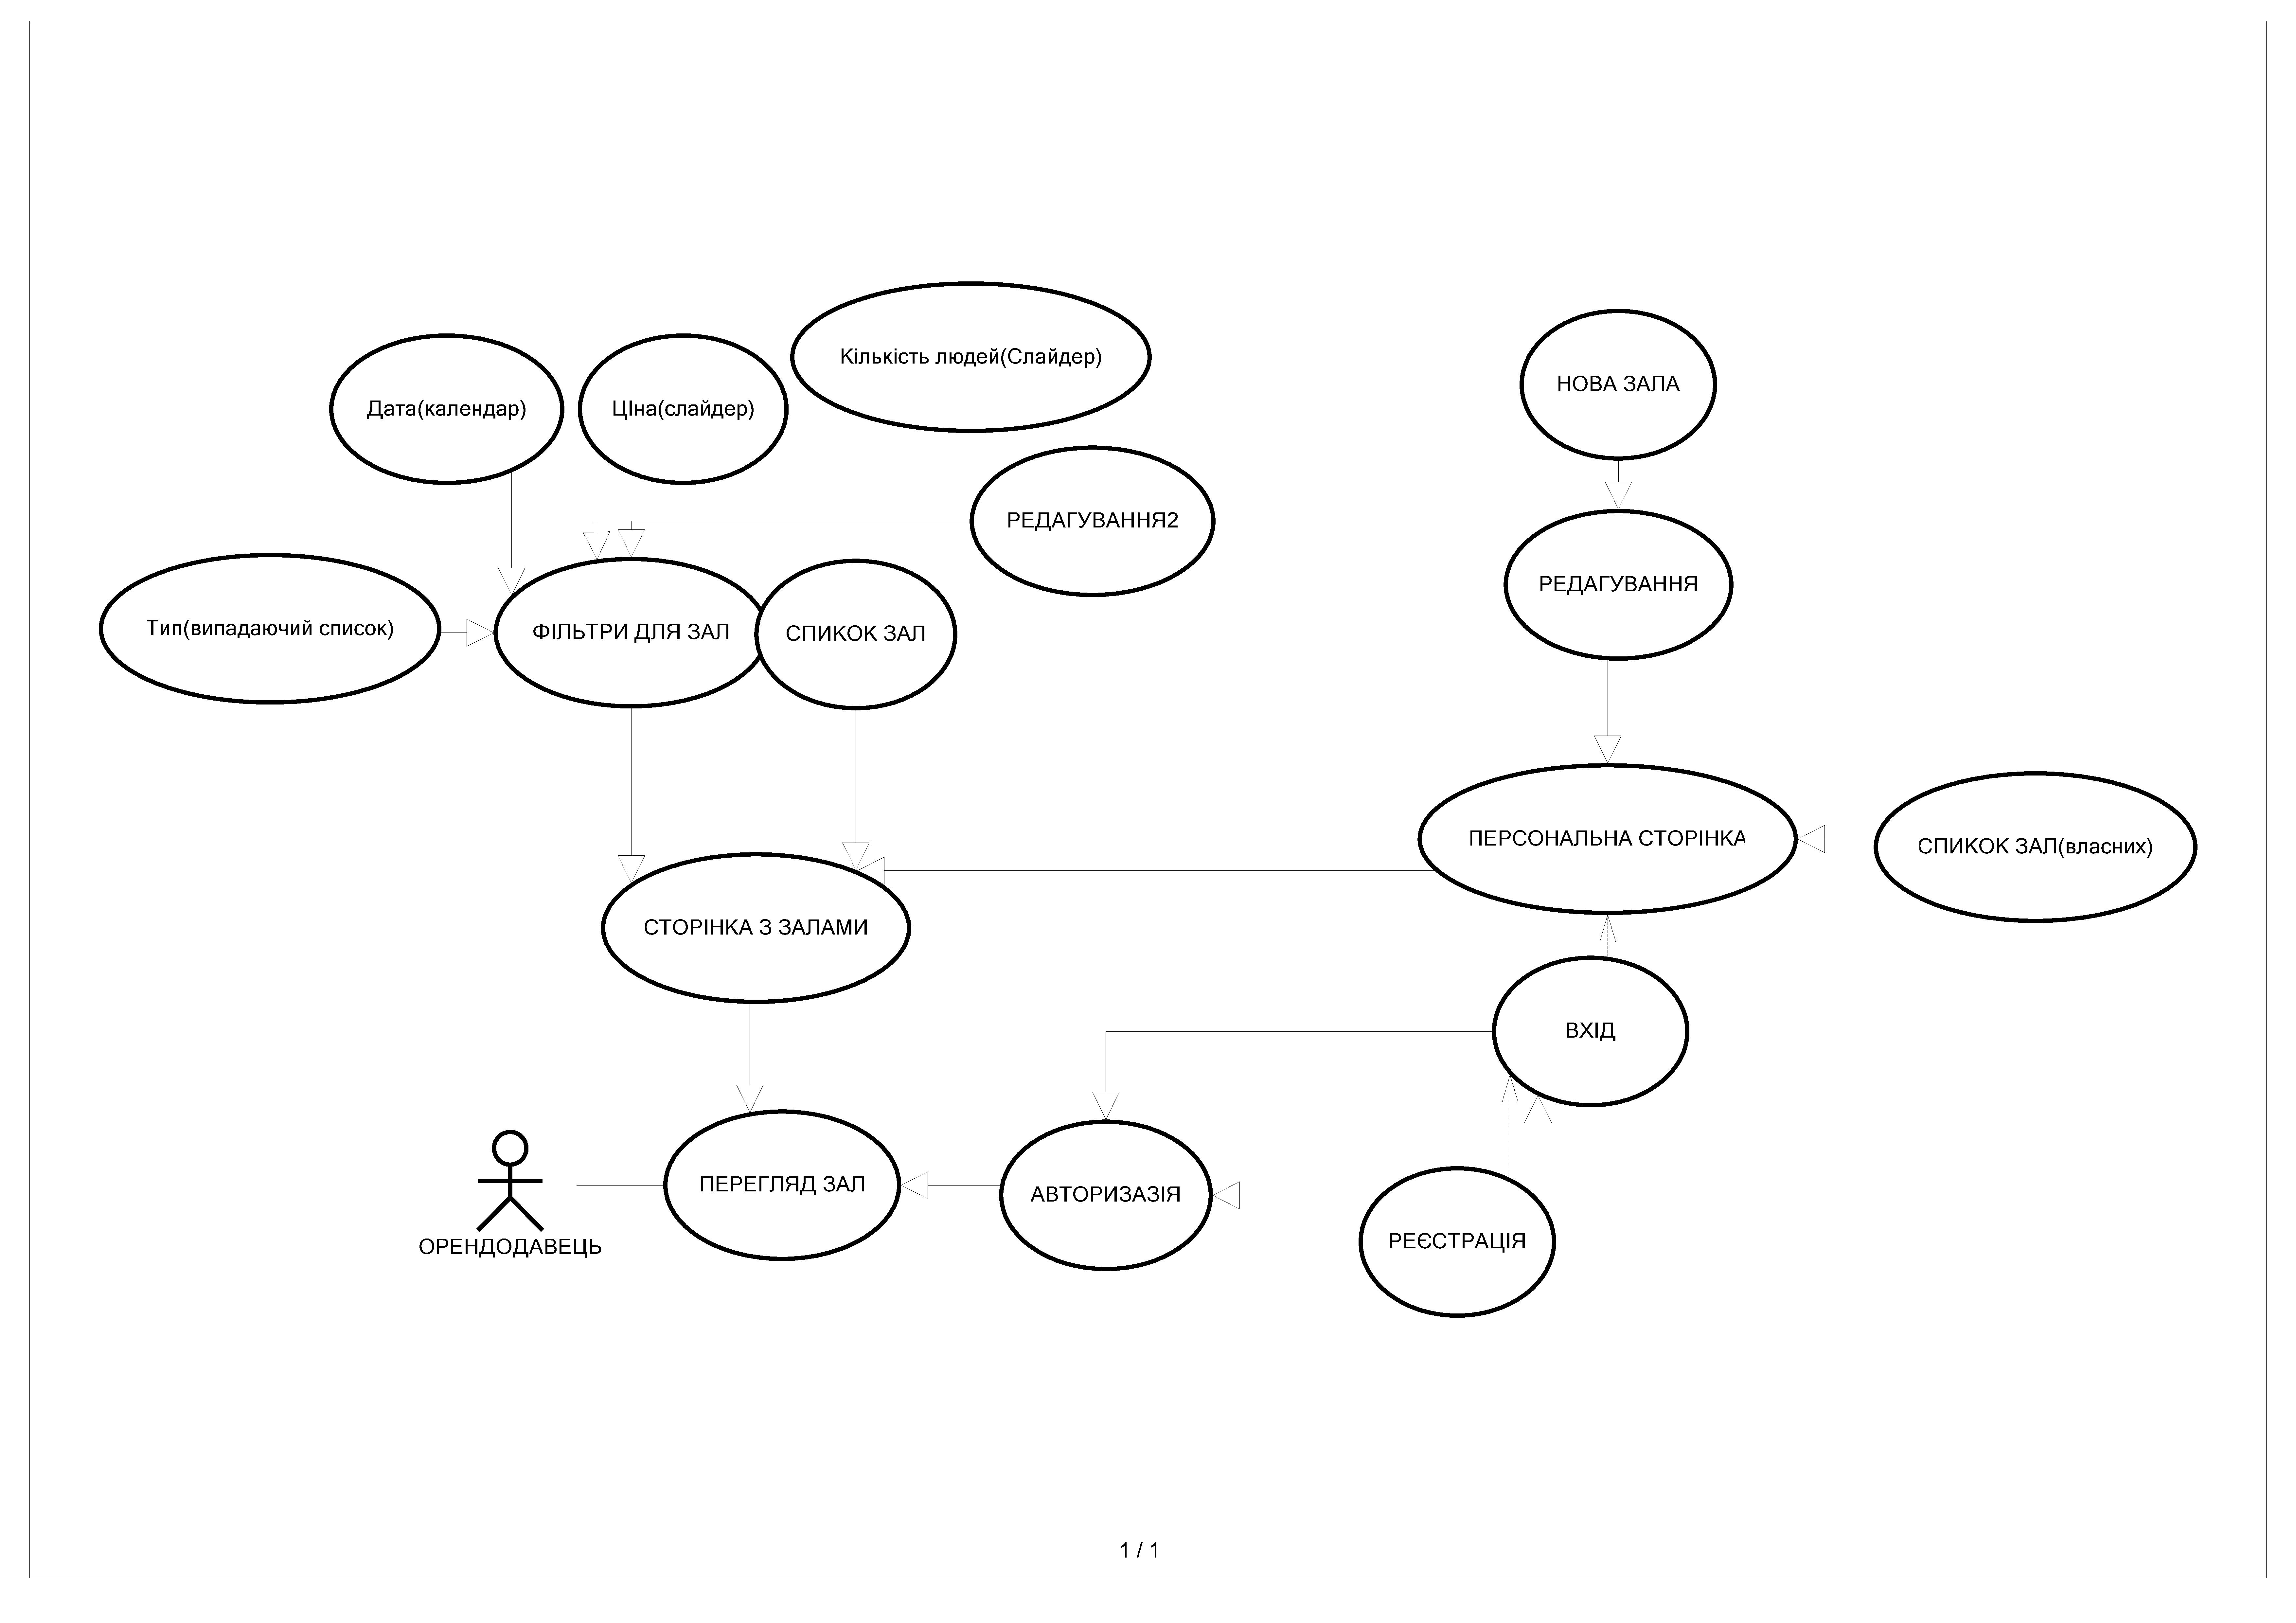 Кількість людей(Слайдер)
НОВА ЗАЛА
Дата(календар)
ЦІна(слайдер)
РЕДАГУВАННЯ2
РЕДАГУВАННЯ
Тип(випадаючий список)
ФІЛЬТРИ ДЛЯ ЗАЛ
СПИКОК ЗАЛ
ПЕРСОНАЛЬНА СТОРІНКА
СПИКОК ЗАЛ(власних)
СТОРІНКА З ЗАЛАМИ
ВХІД
ПЕРЕГЛЯД ЗАЛ
АВТОРИЗАЗІЯ
РЕЄСТРАЦІЯ
ОРЕНДОДАВЕЦЬ
1 / 1